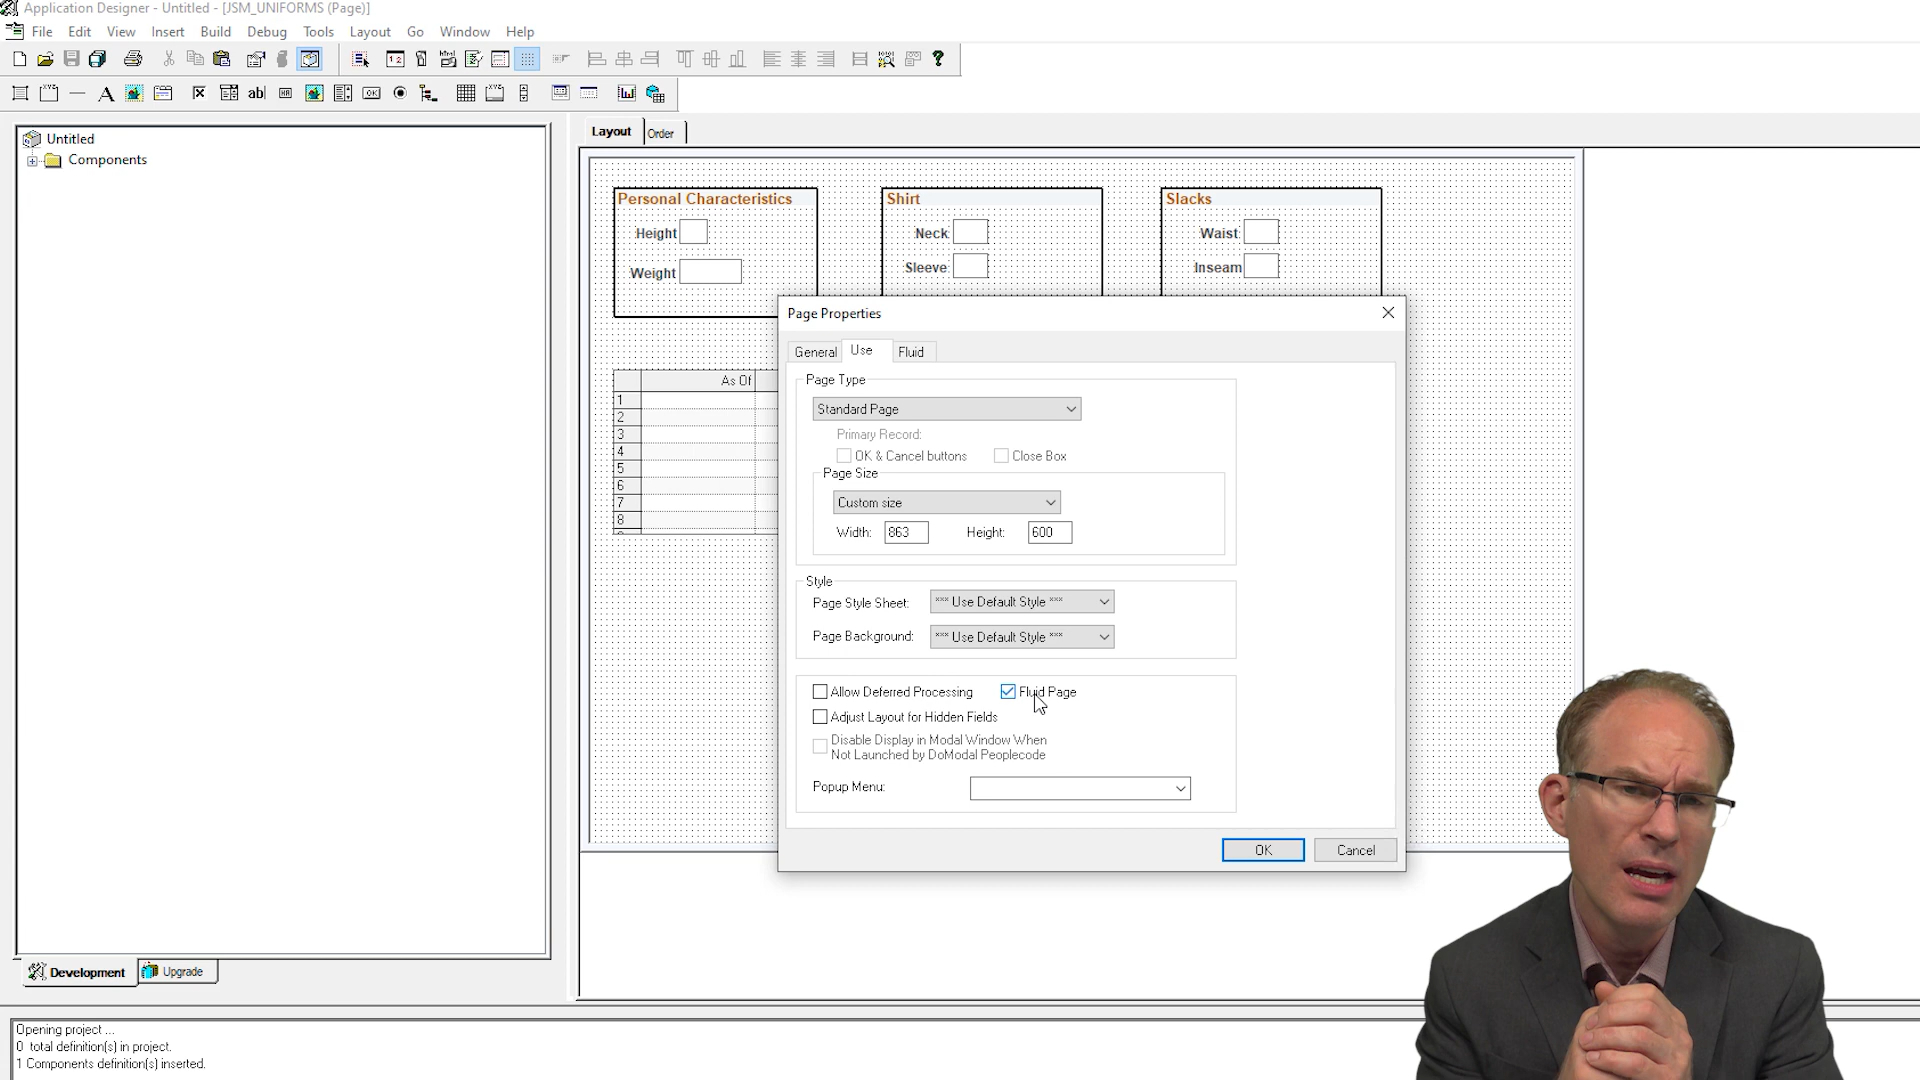 Application Designer - Untitled - [JSM_UNIFORMS (Page)]
File Edit View Insert Build Debug Tools Layout Go Window Help
Untitled
Components
Layout Order
Personal Characteristics Shirt Slacks
Height Neck Waist
Weight Sleeve Inseam
Page Properties
General Use Fluid
As Of
1
2
3
4
5
6
7
8
Page Type
Standard Page
Primary Record:
OK & Cancel buttons Close Box
Page Size
Custom size
Width: 863 Height: 600
Style
Page Style Sheet: *** Use Default Style ***
Page Background: *** Use Default Style ***
Allow Deferred Processing Fluid Page
Adjust Layout for Hidden Fields
Disable Display in Modal Window When
Not Launched by DoModal Peoplecode
Popup Menu:
OK Cancel
Development Upgrade
Opening project ...
0 total definition(s) in project.
1 Components definition(s) inserted.